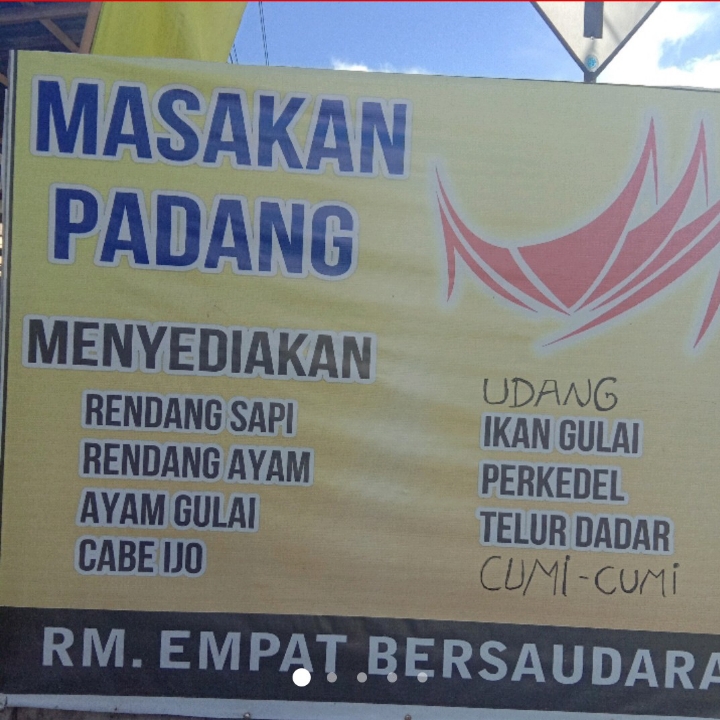 MASAKAN
PADANG
MENYEDIAKAN
RENDANG SAPI
RENDANG AYAM
AYAM GULAI
CABE IJO
UDANG
IKAN GULAI
PERKEDEL
TELUR DADAR
CUMI-CUMI
RM. EMPAT BERSAUDARA